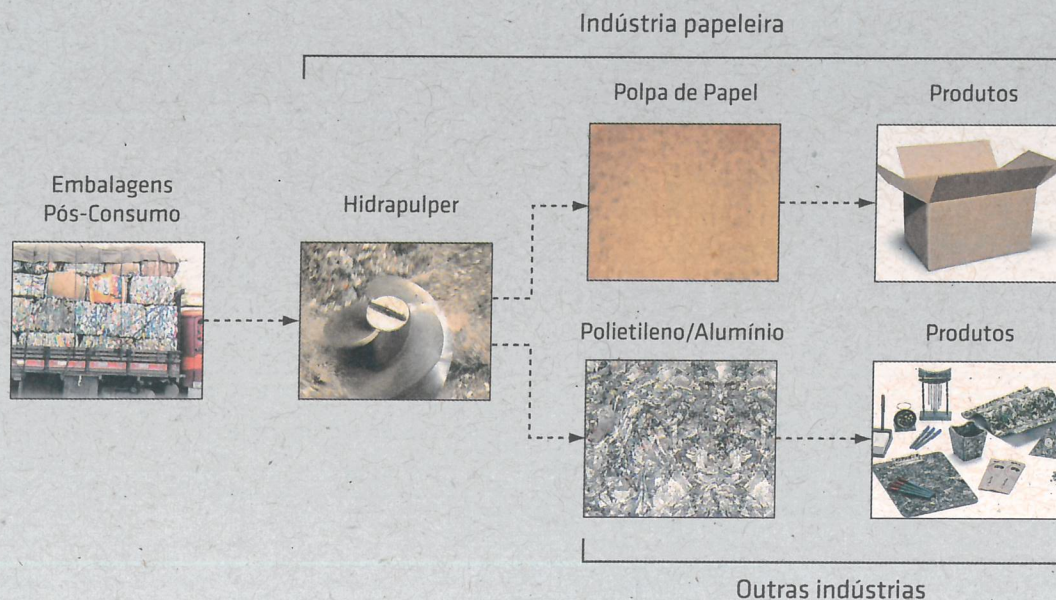 Indústria papeleira
Polpa de Papel
Produtos
Embalagens
Pós-Consumo
Hidrapulper
Polietileno/Alumínio
Produtos
Outras indústrias